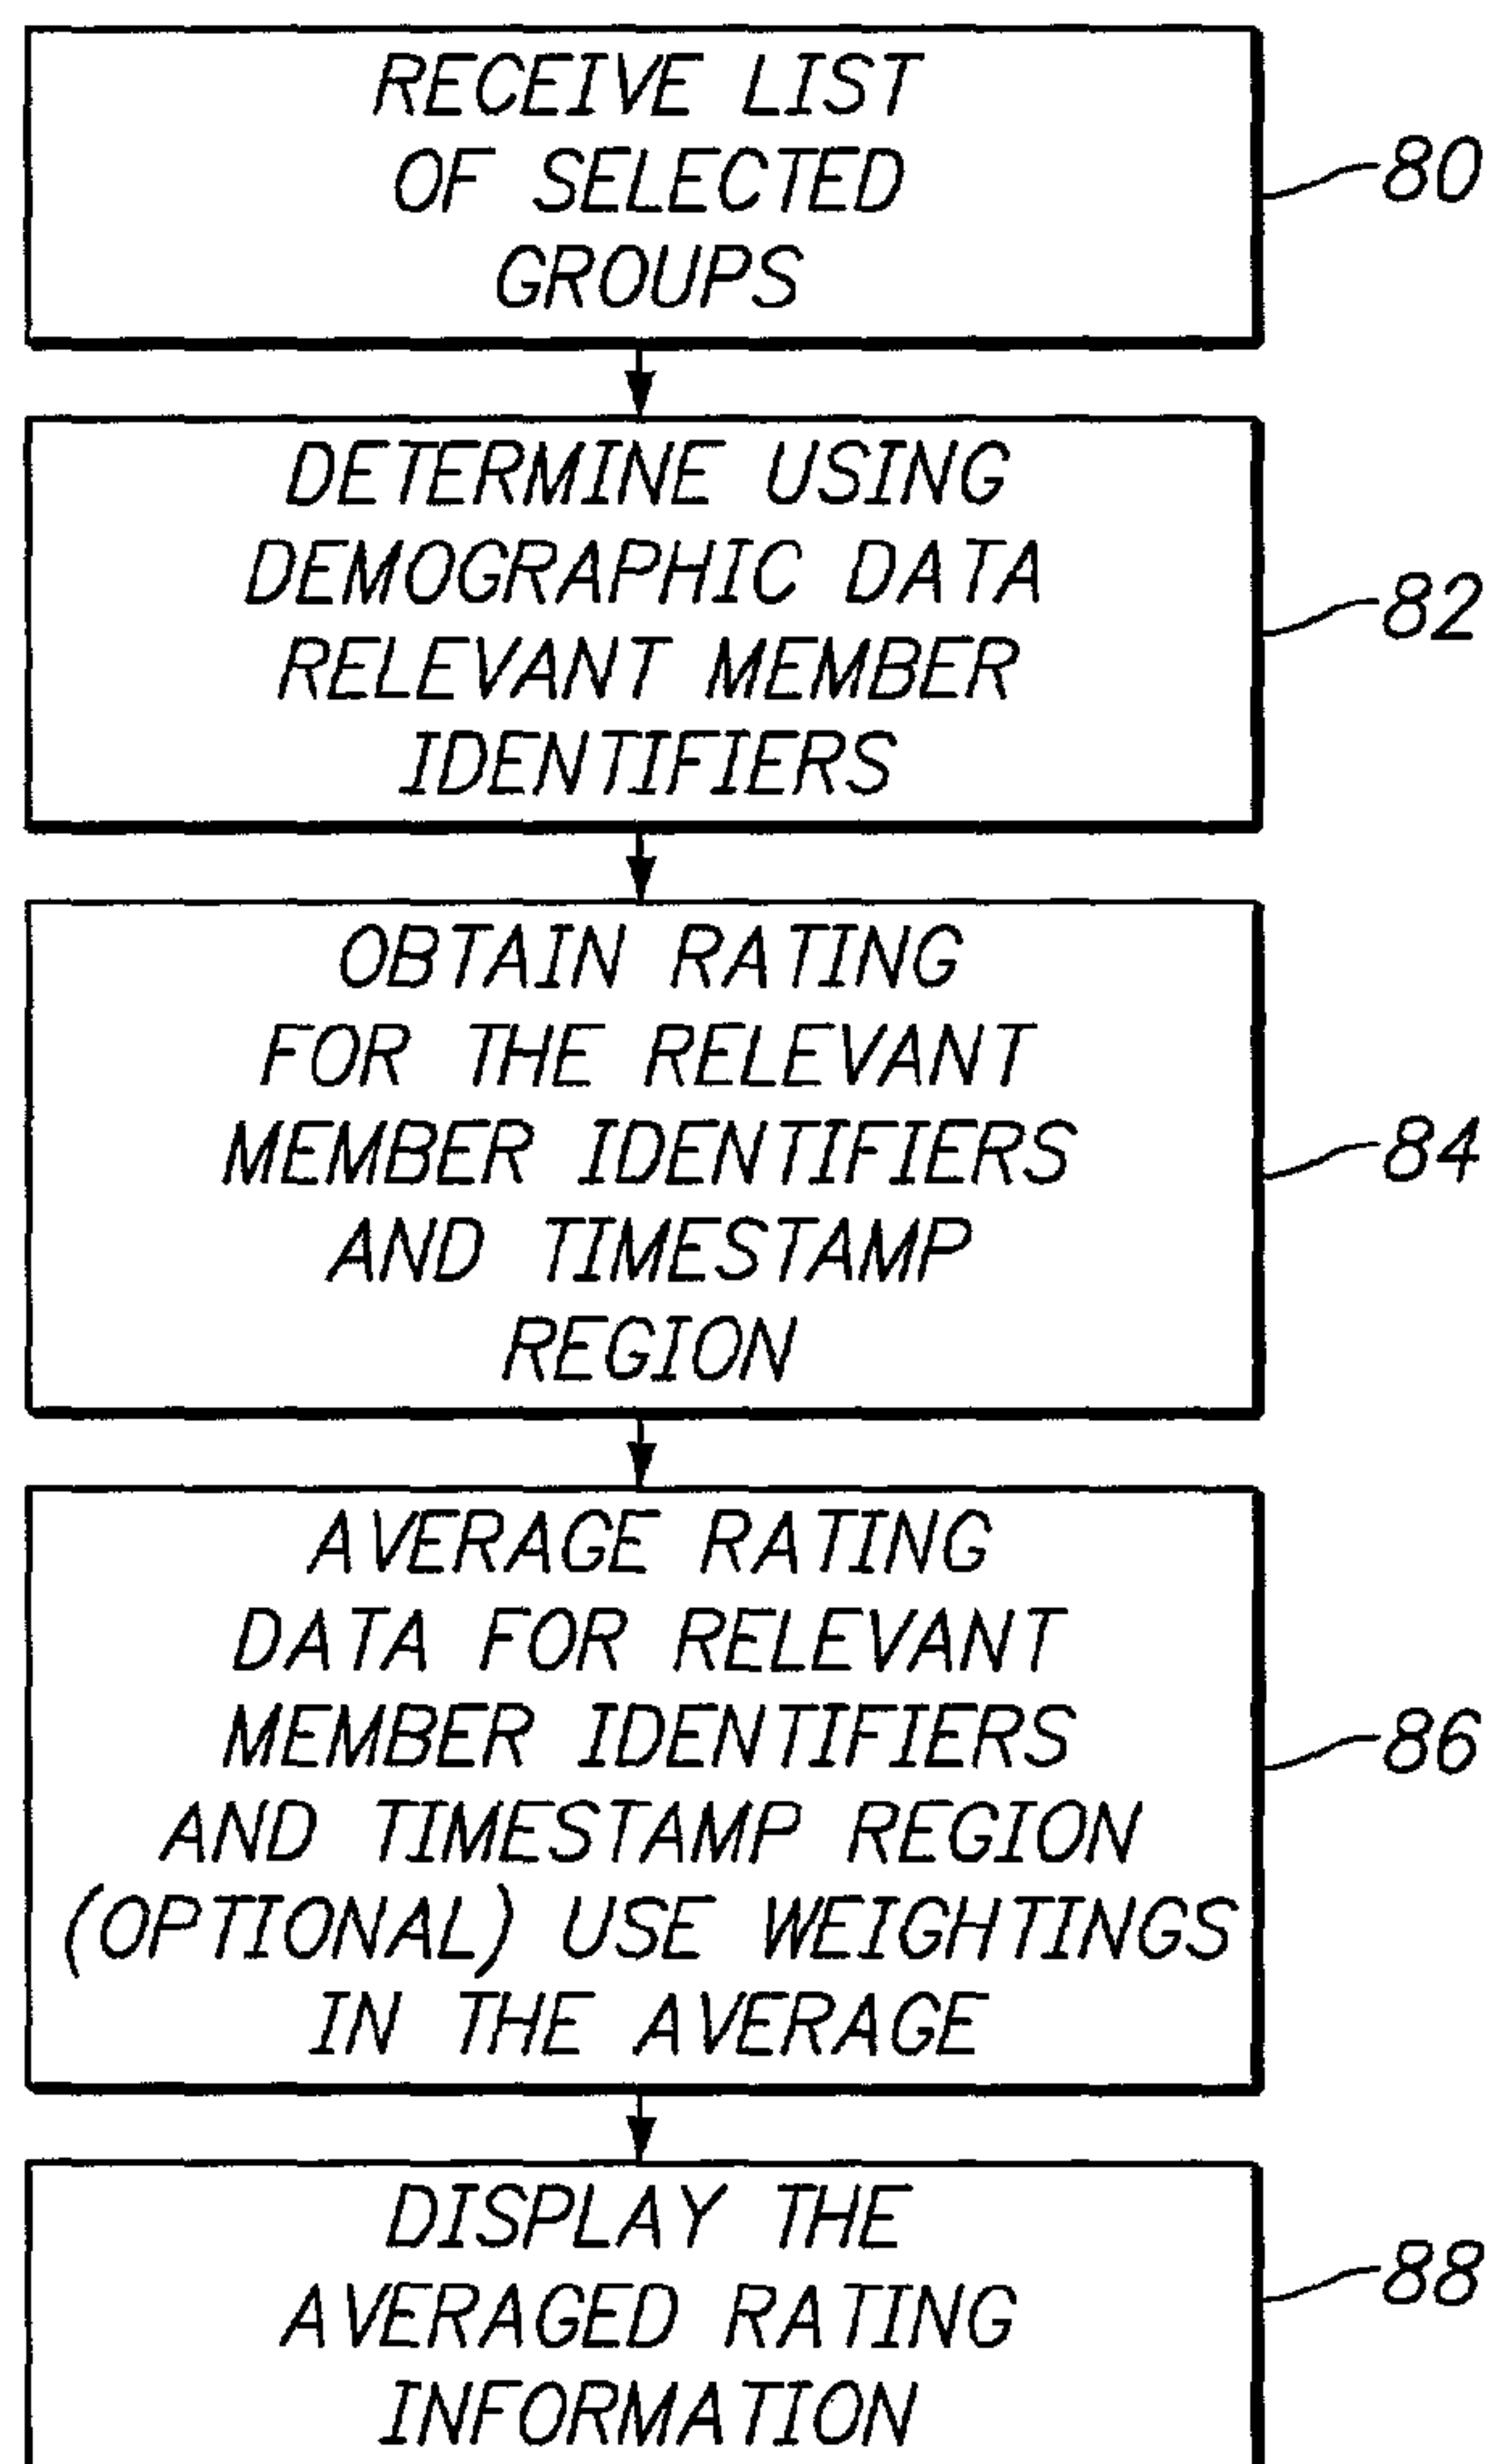 RECEIVE LIST
OF SELECTED
GROUPS
80
DETERMINE USING
DEMOGRAPHIC DATA
RELEVANT MEMBER
IDENTIFIERS
82
OBTAIN RATING
FOR THE RELEVANT
MEMBER IDENTIFIERS
AND TIMESTAMP
REGION
84
AVERAGE RATING
DATA FOR RELEVANT
MEMBER IDENTIFIERS
AND TIMESTAMP REGION
(OPTIONAL) USE WEIGHTINGS
IN THE AVERAGE
86
DISPLAY THE
AVERAGED RATING
INFORMATION
88